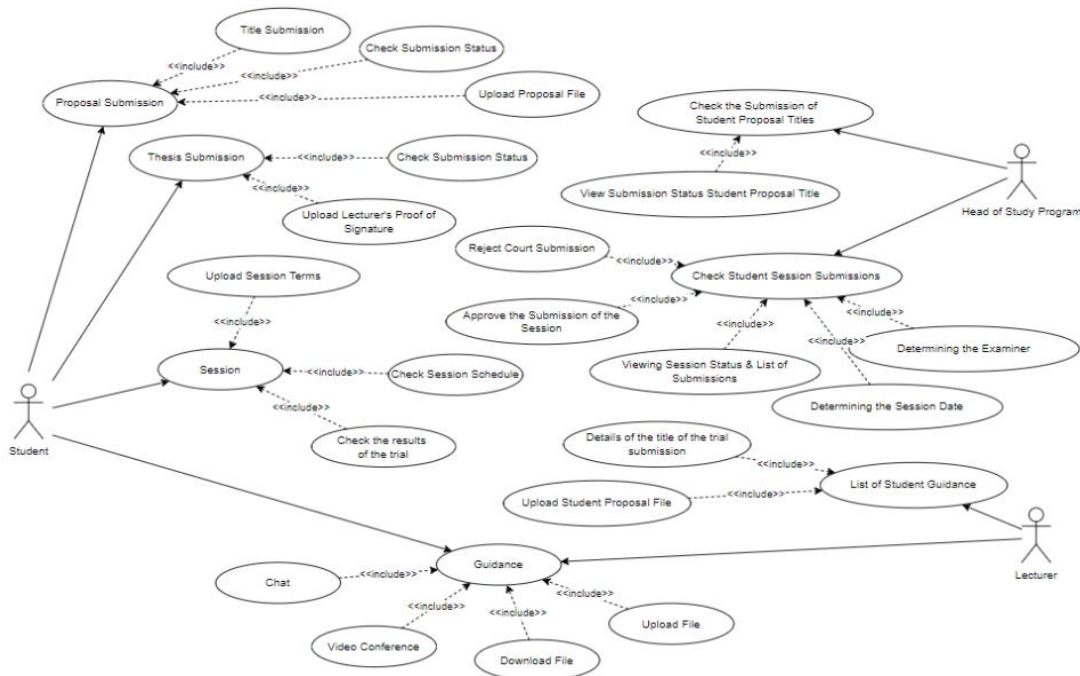 Title Submission
Check Submission Status
<<include>>
<<include>>
<<include>>
Upload Proposal File
Proposal Submission
Thesis Submission
<<include>>
Check Submission Status
<<include>>
Upload Lecturer's Proof of
Signature
Check the Submission of
Student Proposal Titles
<<include>>
View Submission Status Student Proposal Title
Head of Study Program
Reject Court Submission
<<include>>
Check Student Session Submissions
<<include>>
Approve the Submission of the
Session
<<include>>
<<include>>
<<include>>
Viewing Session Status & List of
Submissions
Determining the Examiner
Determining the Session Date
Upload Session Terms
<<include>>
Session
<<include>>
Check Session Schedule
<<include>>
Check the results
of the trial
Student
Details of the title of the trial
submission
<<include>>
List of Student Guidance
Upload Student Proposal File
<<include>>
Lecturer
Guidance
Chat
<<include>>
<<include>>
<<include>>
<<include>>
Video Conference
Download File
Upload File